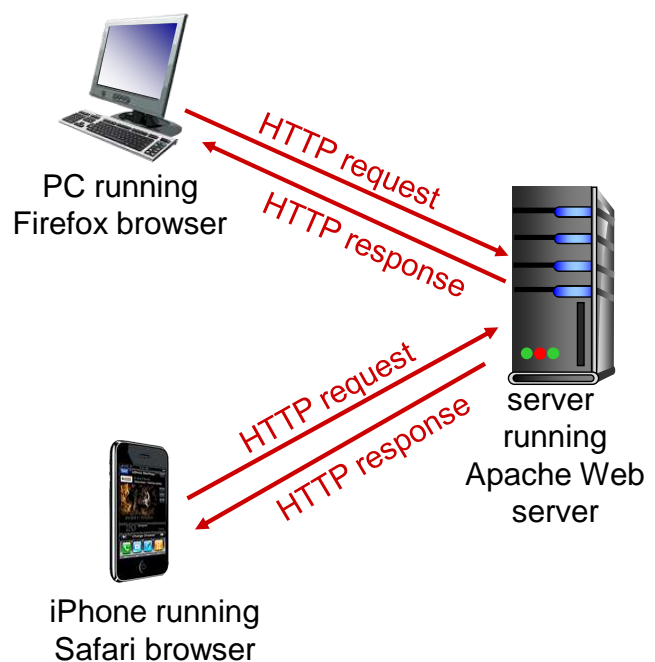 HTTP request
HTTP response
PC running
Firefox browser
HTTP request
HTTP response
server
running
Apache Web
server
iPhone running
Safari browser